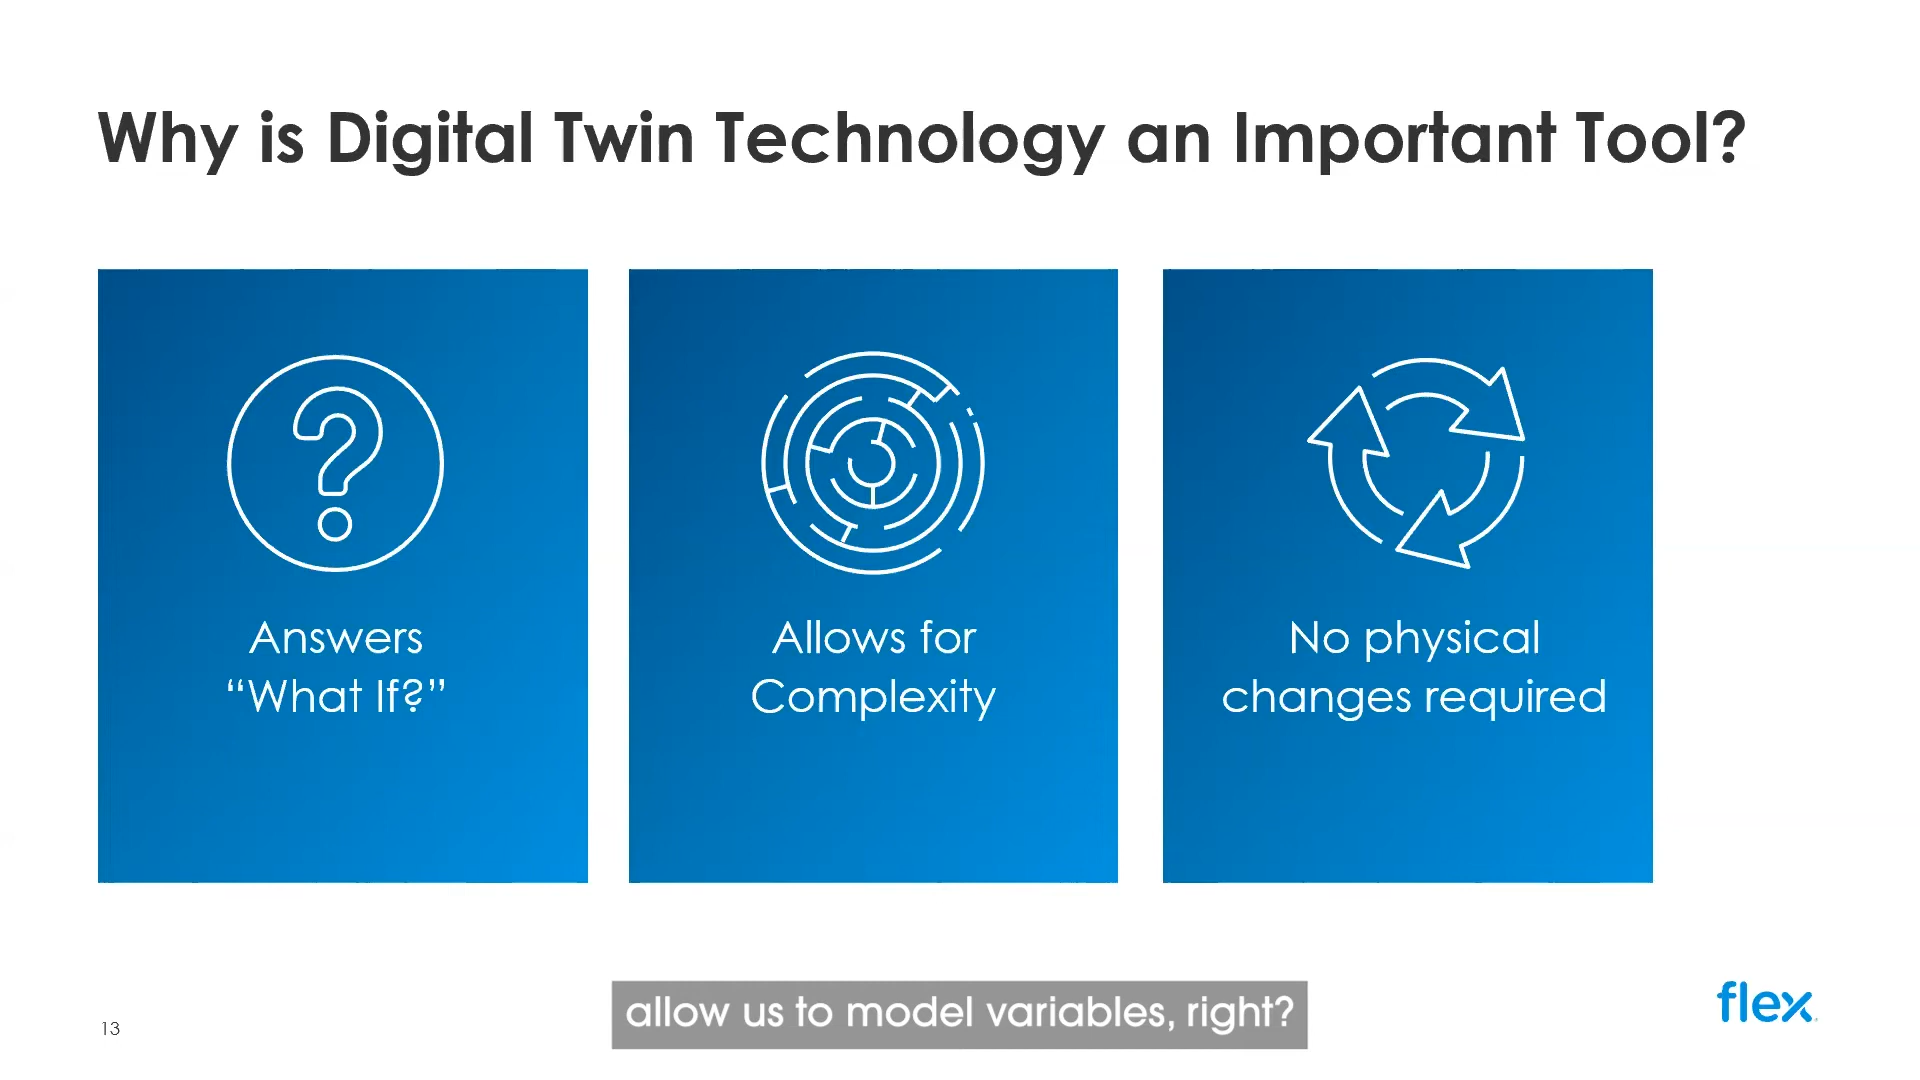 Why is Digital Twin Technology an Important Tool?
Answers
“What If?”
Allows for
Complexity
No physical
changes required
allow us to model variables, right?
13
flex